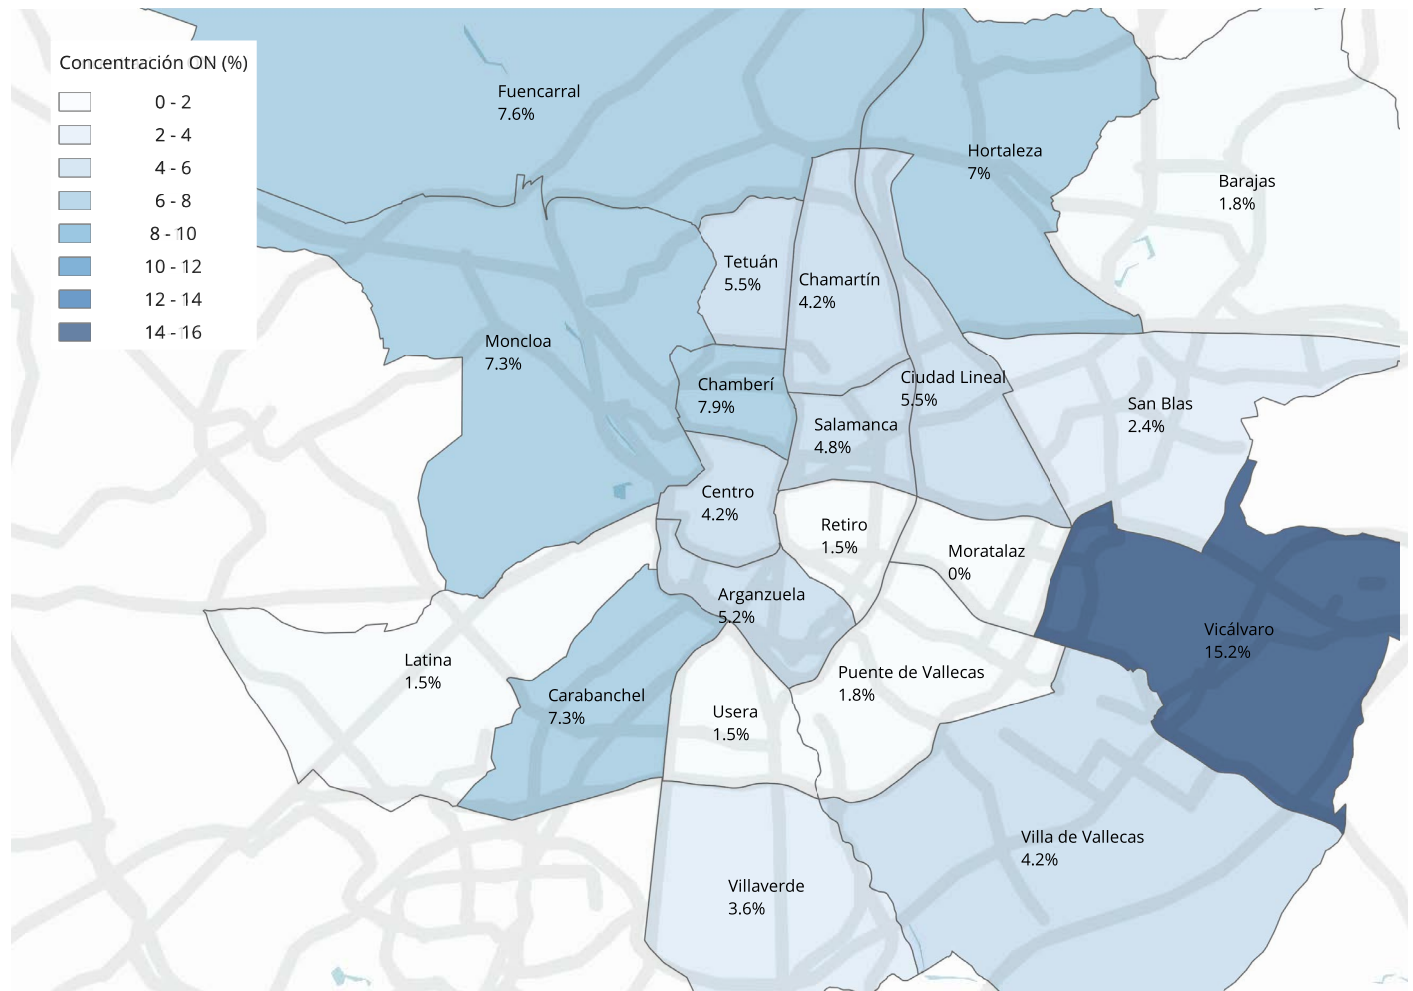 Concentración ON (%)
0 - 2
2 - 4
4 - 6
6 - 8
8 - 10
10 - 12
12 - 14
14 - 16
Fuencarral
7.6%
Hortaleza
7%
Barajas
1.8%
Tetuán
5.5%
Chamartín
4.2%
Moncloa
7.3%
Chamberí
7.9%
Ciudad Lineal
5.5%
San Blas
2.4%
Salamanca
4.8%
Centro
4.2%
Retiro
1.5%
Moratalaz
0%
Arganzuela
5.2%
Vicálvaro
15.2%
Latina
1.5%
Carabanchel
7.3%
Puente de Vallecas
1.8%
Usera
1.5%
Villa de Vallecas
4.2%
Villaverde
3.6%